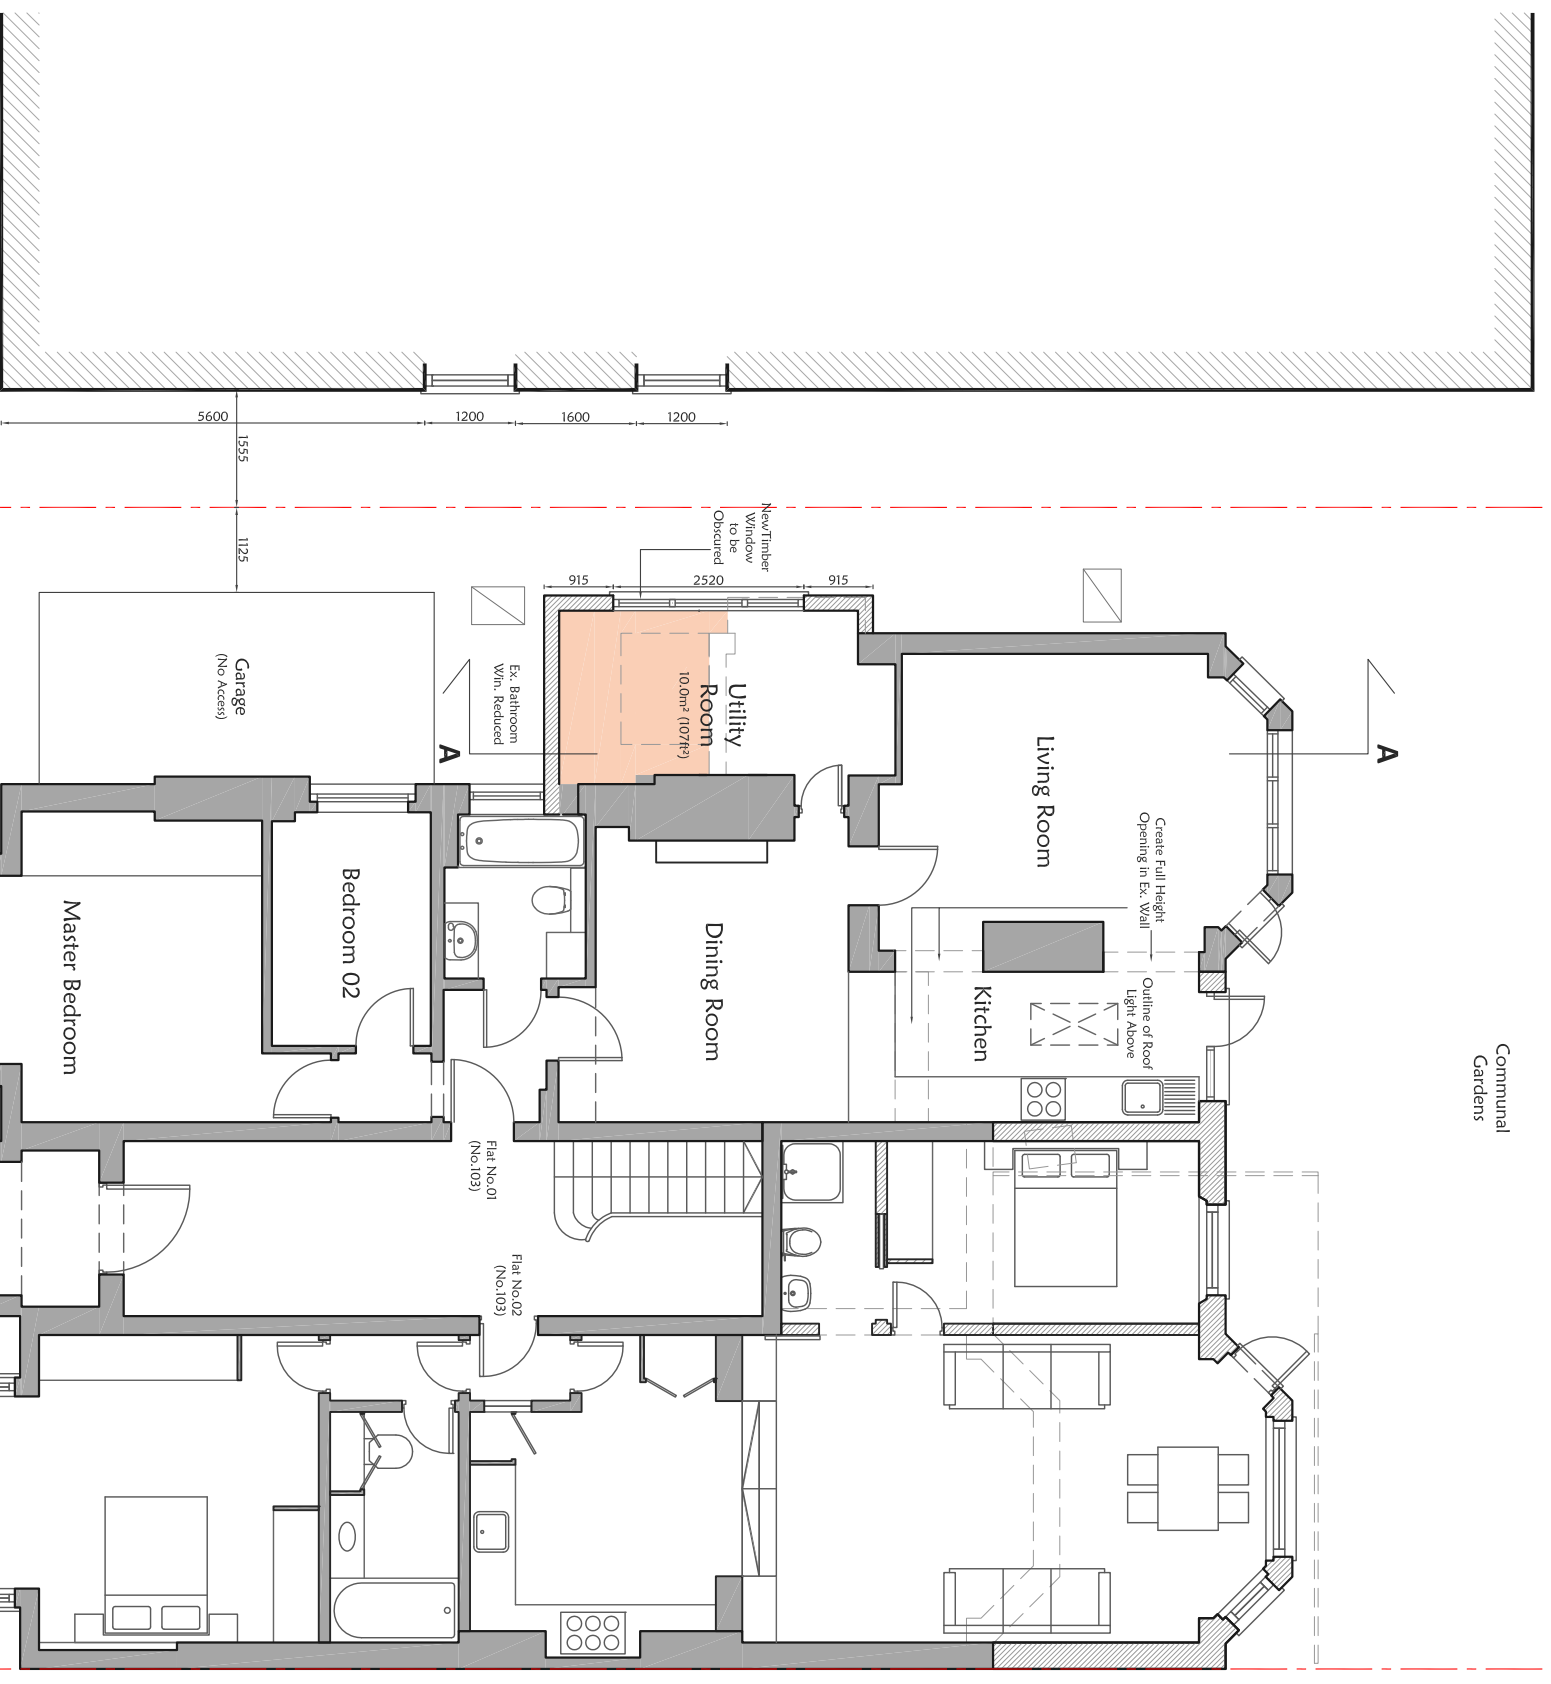 5600
1200
1600
1200
1555
1125
NewTimber
Window
to be
Obscured
915
2520
915
Garage
(No Access)
Ex. Bathroom
Win. Reduced
A
Utility
Room
10.0m² (107ft²)
Living Room
A
Create Full Height
Opening in Ex. Wall
Master Bedroom
Bedroom 02
Dining Room
Kitchen
Outline of Roof
Light Above
Communal
Gardens
Flat No.01
(No.103)
Flat No.02
(No.103)